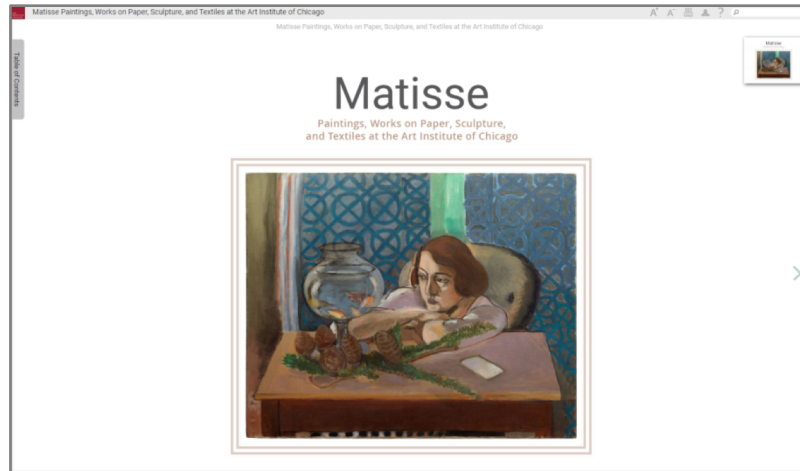 Matisse Paintings, Works on Paper, Sculpture, and Textiles at the Art Institute of Chicago
A+ A- ?
Matisse Paintings, Works on Paper, Sculpture, and Textiles at the Art Institute of Chicago
Table of Contents
Matisse
Matisse
Paintings, Works on Paper, Sculpture,
and Textiles at the Art Institute of Chicago